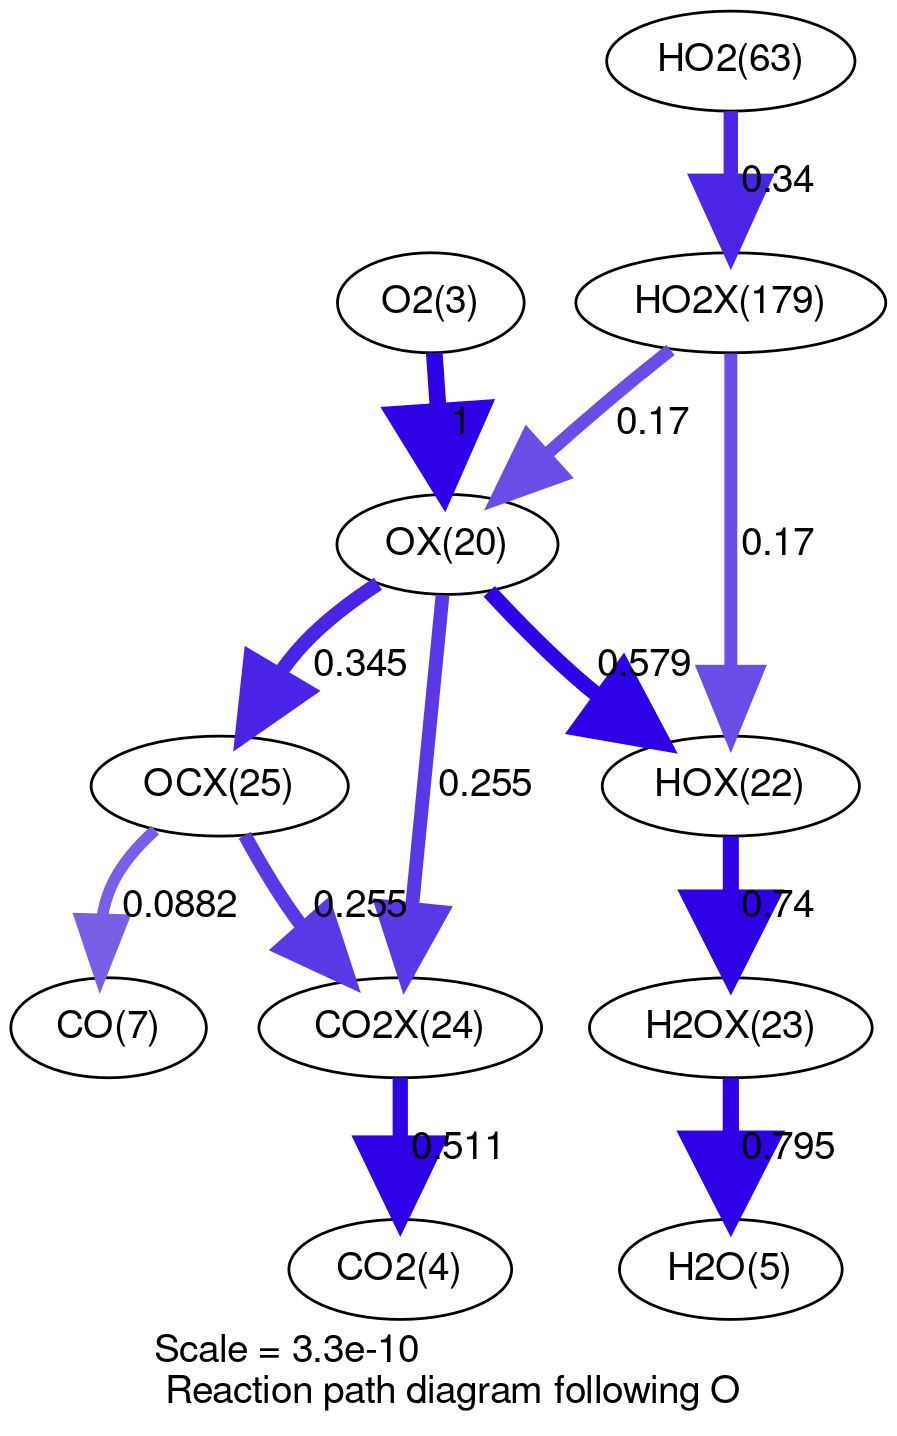 HO2(63)
0.34
O2(3)
HO2X(179)
1
0.17
OX(20)
0.17
0.345
0.579
0.255
OCX(25)
HOX(22)
0.0882
0.255
0.74
CO(7)
CO2X(24)
H2OX(23)
0.511
0.795
CO2(4)
H2O(5)
Scale = 3.3e-10
Reaction path diagram following O